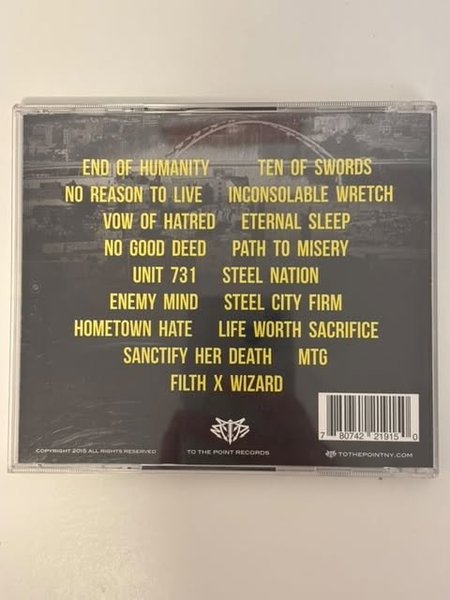 END OF HUMANITY TEN OF SWORDS
NO REASON TO LIVE INCONSOLABLE WRETCH
VOW OF HATRED ETERNAL SLEEP
NO GOOD DEED PATH TO MISERY
UNIT 731 STEEL NATION
ENEMY MIND STEEL CITY FIRM
HOMETOWN HATE LIFE WORTH SACRIFICE
SANCTIFY HER DEATH MTG
FILTH X WIZARD
7 80742 21915 0
COPYRIGHT 2015 ALL RIGHTS RESERVED TO THE POINT RECORDS TOTHEPOINTNY.COM